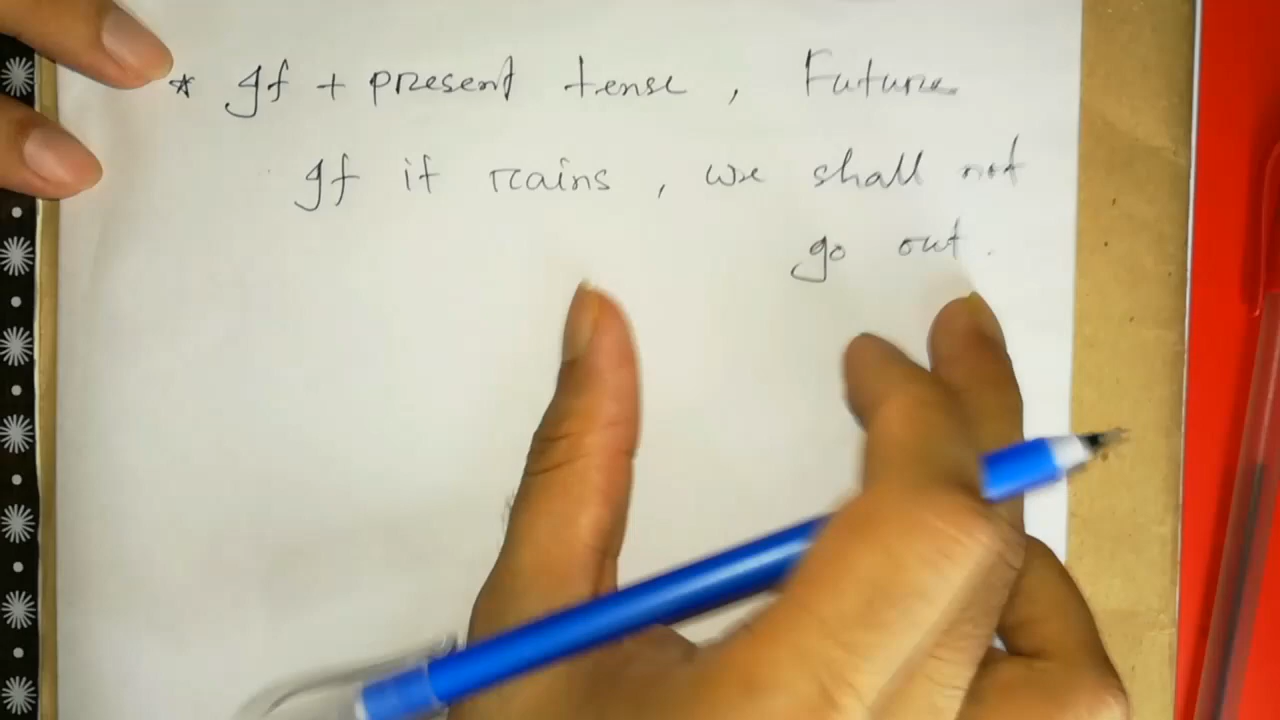 * If + present tense, Future
If it rains, we shall not
go out.